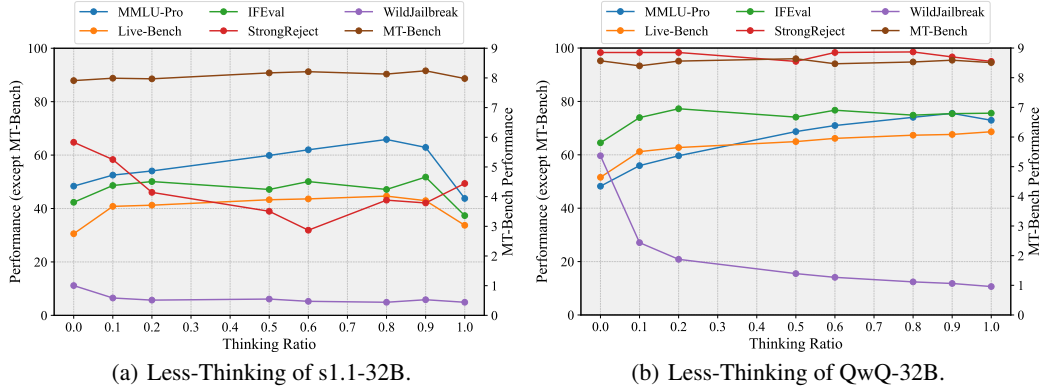 MMLU-Pro IFEval WildJailbreak
Live-Bench StrongReject MT-Bench
100
80
60
40
20
0
Performance (except MT-Bench)
9
8
7
6
5
4
3
2
1
0
MT-Bench Performance
0.0 0.1 0.2 0.3 0.4 0.5 0.6 0.7 0.8 0.9 1.0
Thinking Ratio
(a) Less-Thinking of s1.1-32B.
MMLU-Pro IFEval WildJailbreak
Live-Bench StrongReject MT-Bench
100
80
60
40
20
0
Performance (except MT-Bench)
9
8
7
6
5
4
3
2
1
0
MT-Bench Performance
0.0 0.1 0.2 0.3 0.4 0.5 0.6 0.7 0.8 0.9 1.0
Thinking Ratio
(b) Less-Thinking of QwQ-32B.